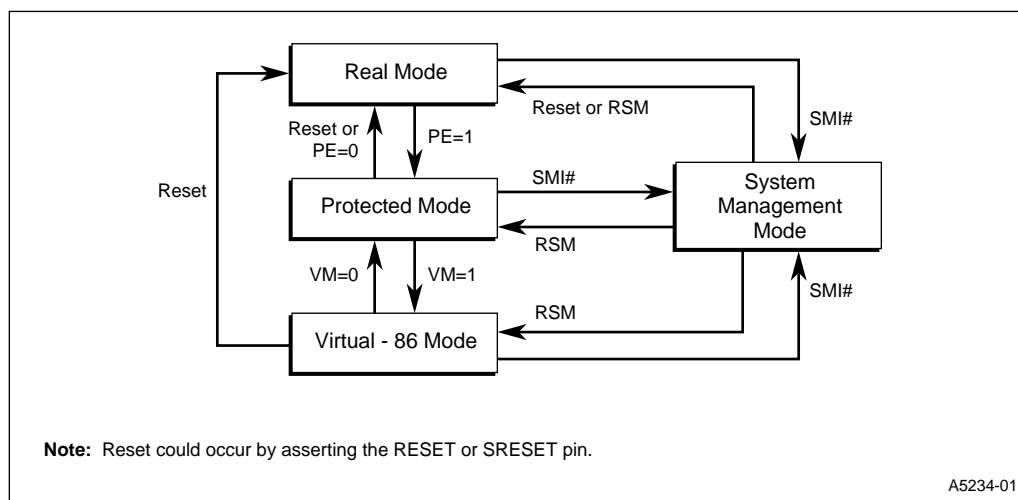 Real Mode
Reset or RSM
SMI#
Reset or
PE=0
PE=1
Reset
SMI#
Protected Mode
System
Management
Mode
RSM
VM=0
VM=1
SMI#
RSM
Virtual - 86 Mode
Note: Reset could occur by asserting the RESET or SRESET pin.
A5234-01